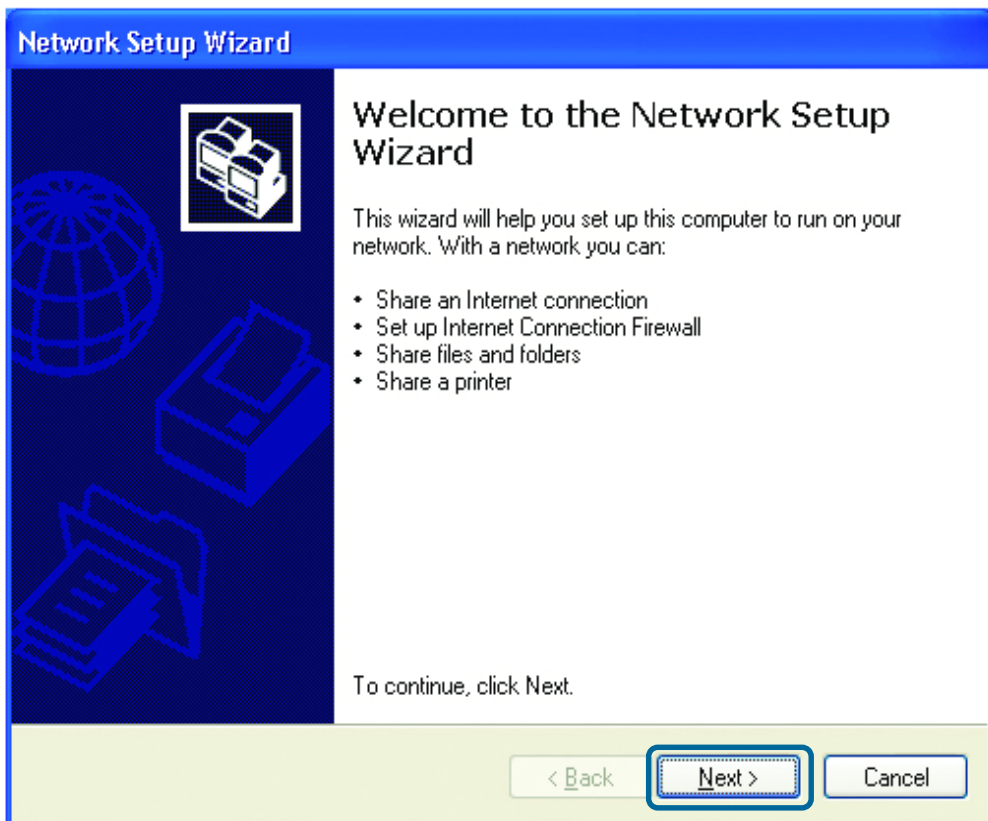 Network Setup Wizard
Welcome to the Network Setup
Wizard
This wizard will help you set up this computer to run on your
network. With a network you can:
• Share an Internet connection
• Set up Internet Connection Firewall
• Share files and folders
• Share a printer
To continue, click Next.
< Back Next > Cancel